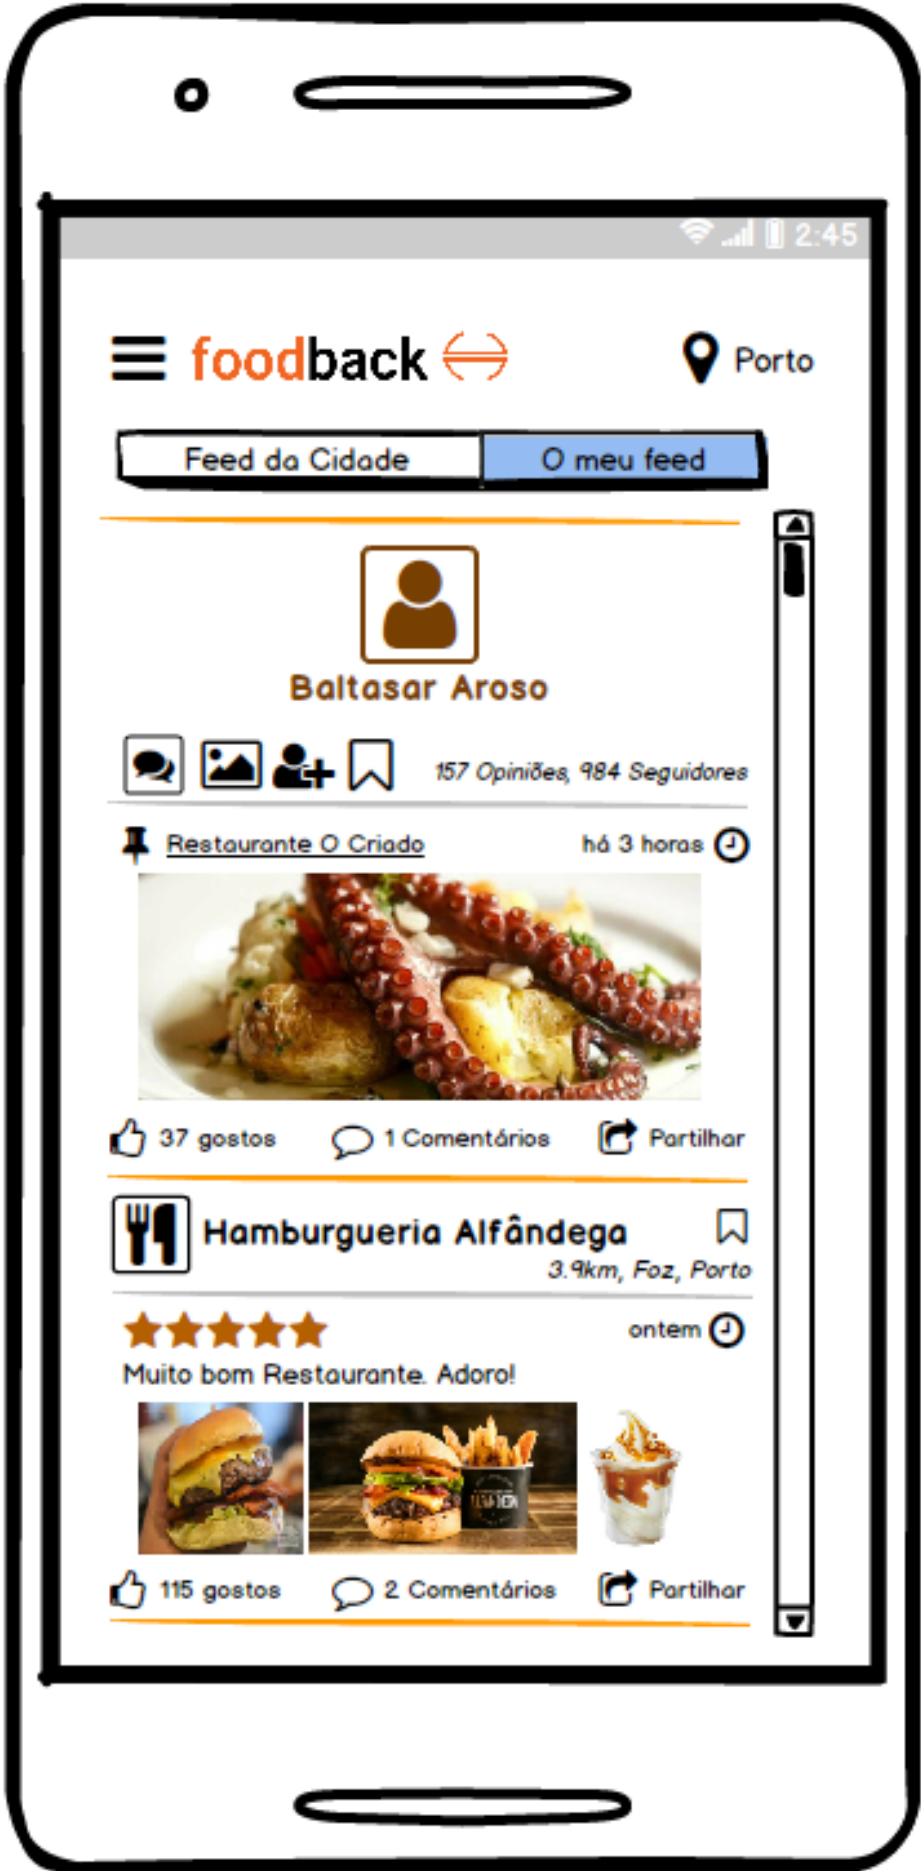 2:45
foodback
Porto
Feed da Cidade
O meu feed
Baltasar Aroso
157 Opiniões, 984 Seguidores
Restaurante O Criado
há 3 horas
37 gostos
1 Comentários
Partilhar
Hamburgueria Alfândega
3.9km, Foz, Porto
ontem
Muito bom Restaurante. Adoro!
115 gostos
2 Comentários
Partilhar